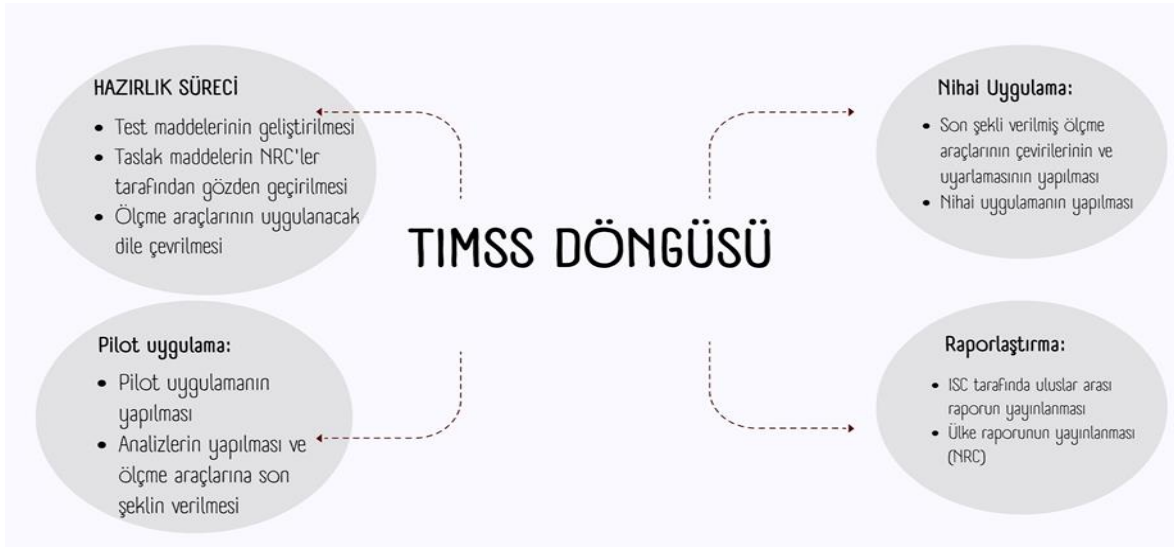 HAZIRLIK SÜRECİ
• Test maddelerinin geliştirilmesi
• Taslak maddelerin NRC'ler
tarafından gözden geçirilmesi
• Ölçme araçlarının uygulanacak
dile çevrilmesi
Pilot uygulama:
• Pilot uygulamanın
yapılması
• Analizlerin yapılması ve
ölçme araçlarına son
şeklin verilmesi
TIMSS DÖNGÜSÜ
Nihai Uygulama:
• Son şekli verilmiş ölçme
araçlarının çevirilerinin ve
uyarlamasının yapılması
• Nihai uygulamanın yapılması
Raporlaştırma:
• ISC tarafında uluslar arası
raporun yayınlanması
• Ülke raporunun yayınlanması
(NRC)